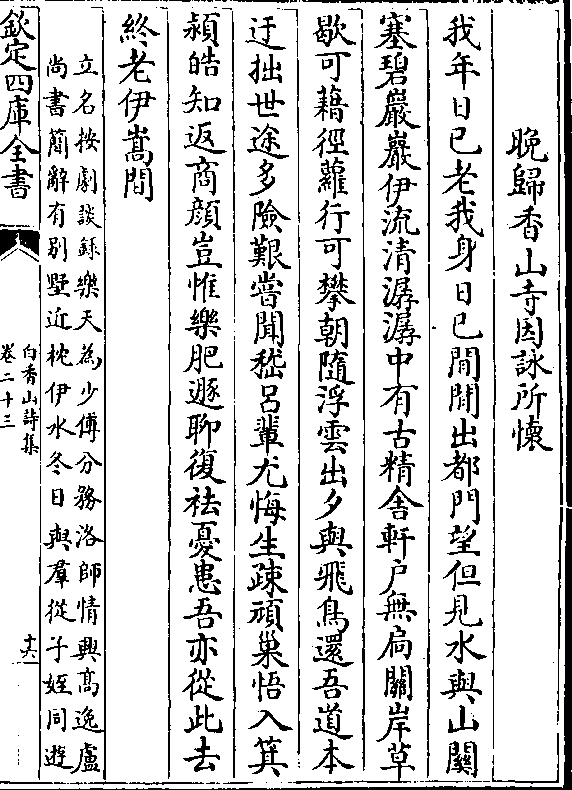 晚歸香山寺因詠所懷
我年日已老我身日已閒閒出都門望但見水與山關
塞碧巖巖伊流清潺潺中有古精舍軒户無扄關岸草
歇可藉徑蘿行可攀朝隨浮雲出夕與飛鳥還吾道本
迂拙世途多險艱嘗聞嵇吕輩尤悔生疎頑巢悟入箕
潁皓知返商顔豈惟樂肥遯聊復祛憂患吾亦從此去
終老伊嵩間
立名按劇談録樂天為少傅分務洛師情興髙逸盧
尚書簡辭有别墅近枕伊水冬日與羣從子姪同遊
欽定四庫全書
白香山詩集
卷二十三
十六